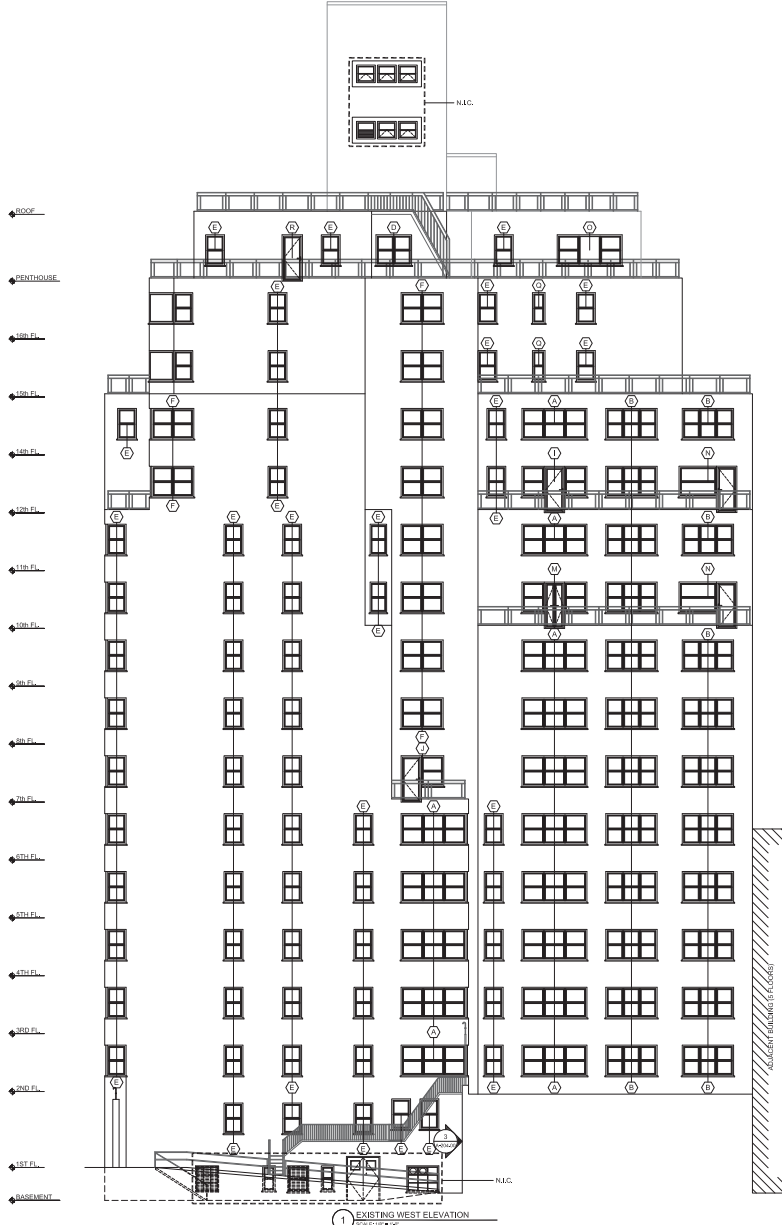 N.I.C.
ROOF
E R E D E O
PENTHOUSE
E F E Q E
16th FL.
E Q E
15th FL.
F E E A B B
14th FL.
E I N
12th FL.
F E E A B
E E E E
11th FL.
M N
10th FL.
E A B
9th FL.
8th FL.
F
J
7th FL.
E A E
6TH FL.
5TH FL.
ADJACENT BUILDING (5 FLOORS)
4TH FL.
3RD FL.
A
2ND FL.
E E E A B B
3
E E E E
1ST FL.
N.I.C.
BASEMENT
1 EXISTING WEST ELEVATION